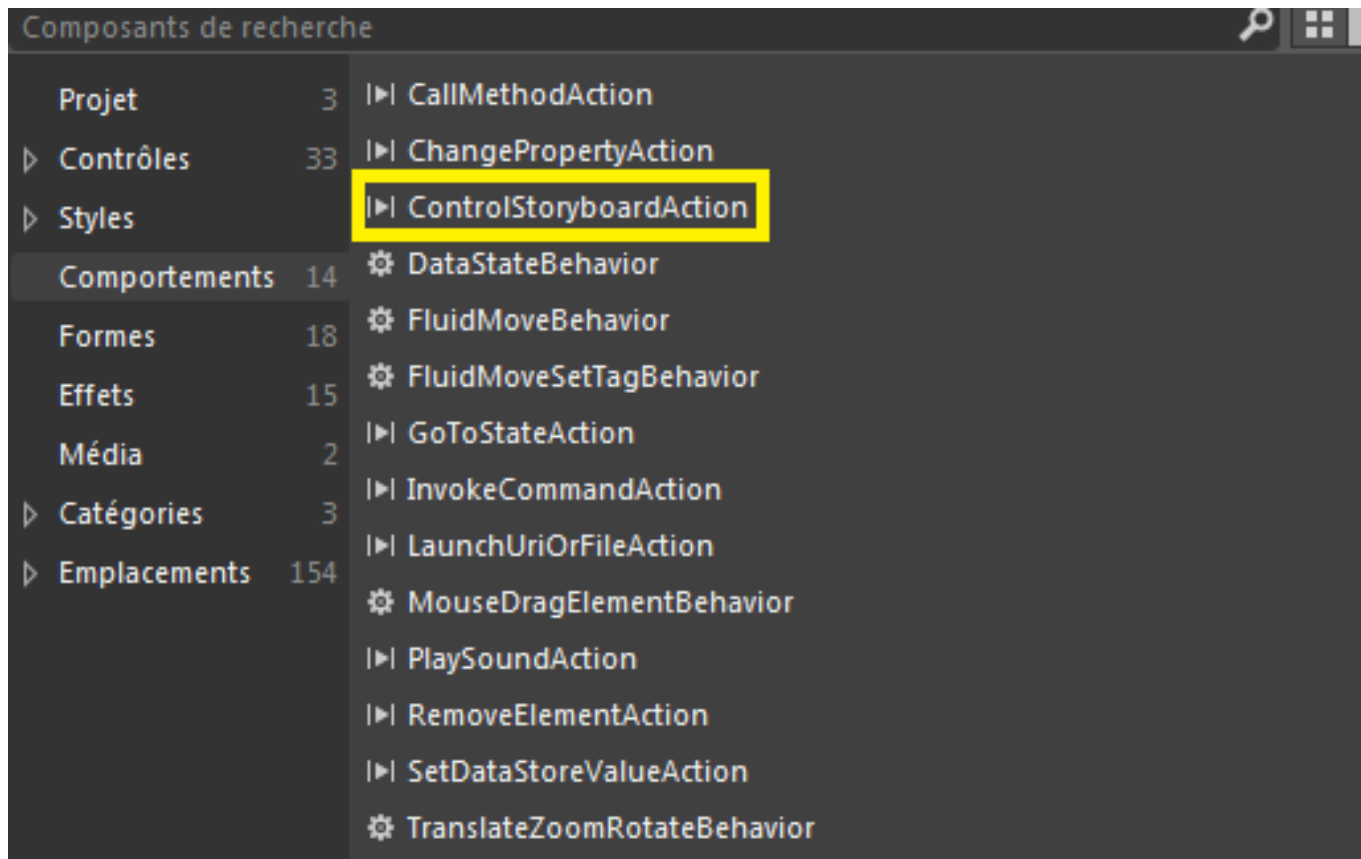 Composants de recherche
Projet 3
Contrôles 33
Styles
Comportements 14
Formes 18
Effets 15
Média 2
Catégories 3
Emplacements 154
CallMethodAction
ChangePropertyAction
ControlStoryboardAction
DataStateBehavior
FluidMoveBehavior
FluidMoveSetTagBehavior
GoToStateAction
InvokeCommandAction
LaunchUriOrFileAction
MouseDragElementBehavior
PlaySoundAction
RemoveElementAction
SetDataStoreValueAction
TranslateZoomRotateBehavior